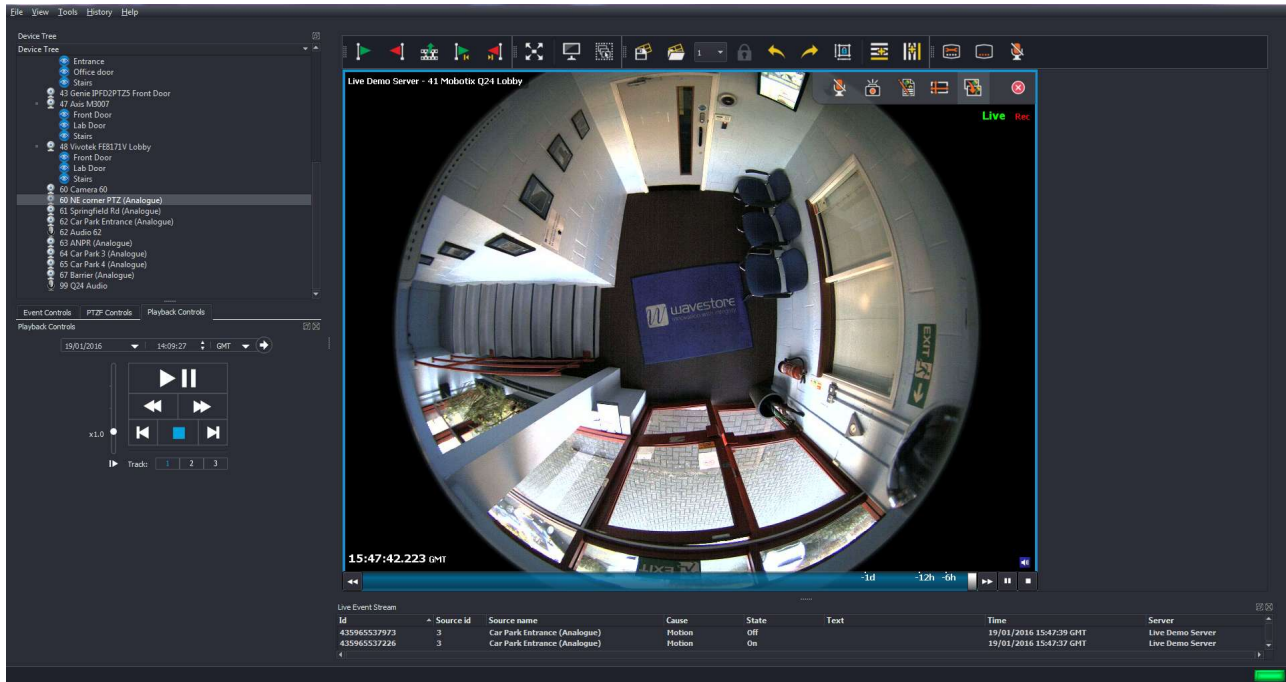 File View Tools History Help
Device Tree
Device Tree
Entrance
Office door
Stairs
43 Genie IPFD2PTZ5 Front Door
47 Axis M3007
Front Door
Lab Door
Stairs
48 Vivotek FE8171V Lobby
Front Door
Lab Door
Stairs
60 Camera 60
60 NE corner PTZ (Analogue)
61 Springfield Rd (Analogue)
62 Car Park Entrance (Analogue)
62 Audio 62
63 ANPR (Analogue)
64 Car Park 3 (Analogue)
65 Car Park 4 (Analogue)
67 Barrier (Analogue)
99 Q24 Audio
Event Controls PTZF Controls Playback Controls
Playback Controls
19/01/2016 14:09:27 GMT
x1.0
Track: 1 2 3
1
Live Demo Server - 41 Mobotix Q24 Lobby
Live Rec
wavestore
EXIT
EXIT
15:47:42.223 GMT
-1d -12h -6h
Live Event Stream
Id Source id Source name Cause State Text Time Server
435965537973 3 Car Park Entrance (Analogue) Motion Off 19/01/2016 15:47:39 GMT Live Demo Server
435965537226 3 Car Park Entrance (Analogue) Motion On 19/01/2016 15:47:37 GMT Live Demo Server